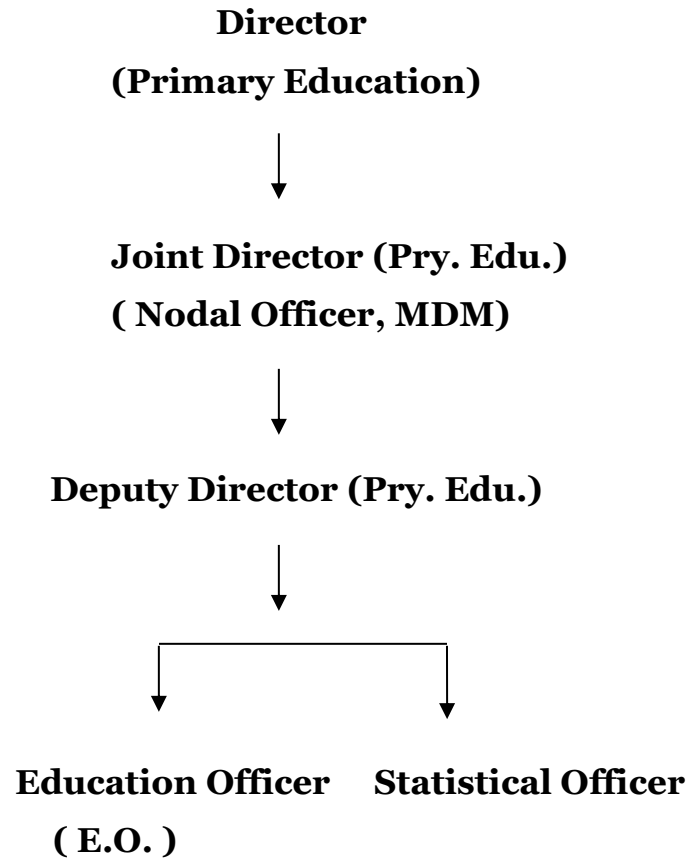 Director
(Primary Education)
Joint Director (Pry. Edu.)
( Nodal Officer, MDM)
Deputy Director (Pry. Edu.)
Education Officer Statistical Officer
( E.O. )